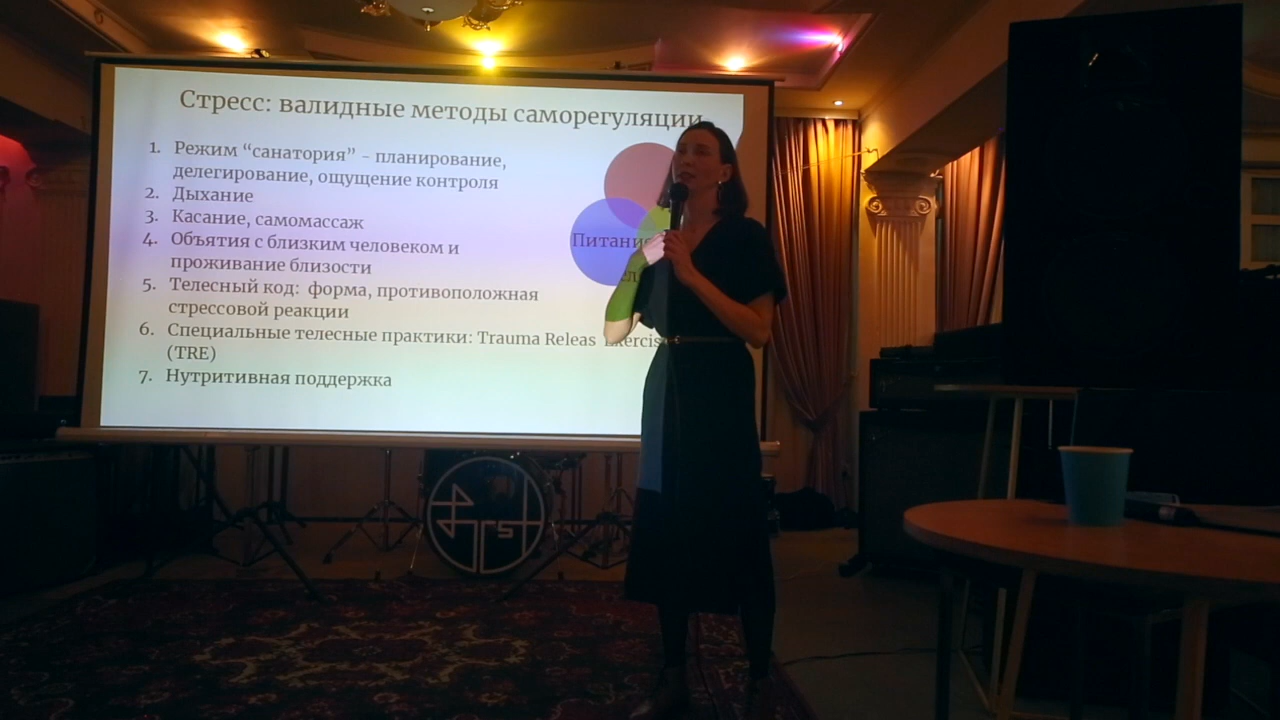 Стресс: валидные методы саморегуляции
1. Режим “санатория” - планирование,
делегирование, ощущение контроля
2. Дыхание
3. Касание, самомассаж
4. Объятия с близким человеком и
проживание близости
5. Телесный код: форма, противоположная
стрессовой реакции
6. Специальные телесные практики: Trauma Releas
(TRE)
7. Нутритивная поддержка
Питание